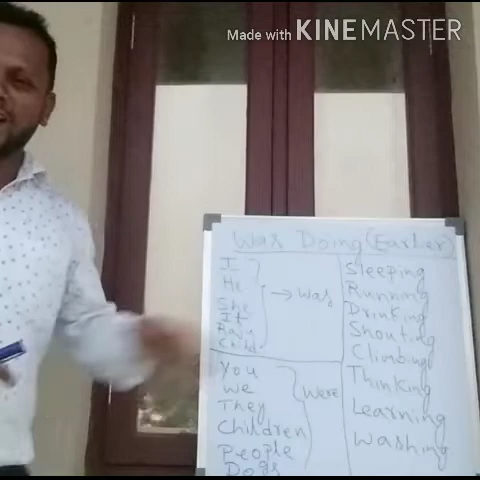 Made with KINEMASTER
Was Doing (Earlier)
I
He
She
It
Ravi
Child
→ was
You
We
They
Children
People
Dogs
were
Sleeping
Running
Drinking
Shouting
Climbing
Thinking
Learning
Washing